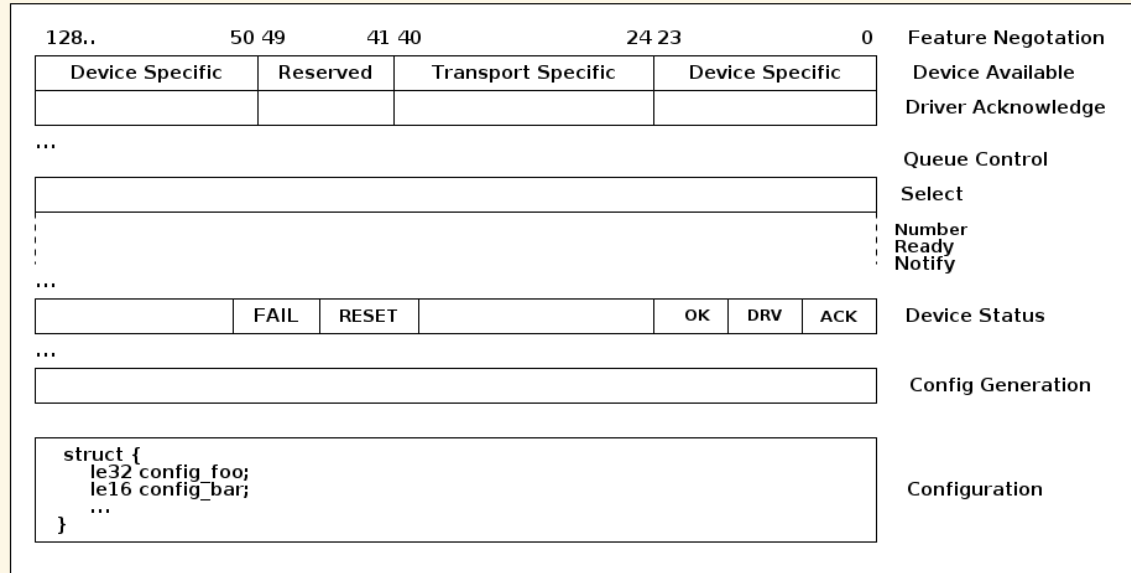 128.. 50 49 41 40 24 23 0 Feature Negotation
Device Specific Reserved Transport Specific Device Specific Device Available
Driver Acknowledge
...
Queue Control
Select
Number
Ready
Notify
...
FAIL RESET OK DRV ACK Device Status
...
Config Generation
struct {
le32 config_foo;
le16 config_bar;
...
}
Configuration